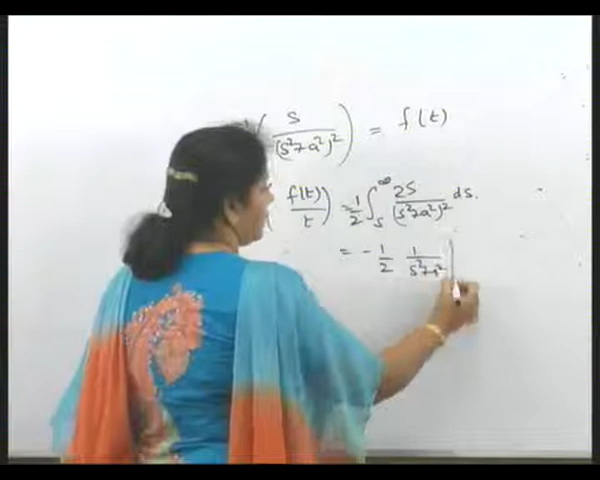 ( s / (s²+a²)² ) = f(t)
( f(t) / t ) = 1/2 ∫_s^∞ 2s / (s²+a²)² ds.
= - 1/2 1 / s²+a² |